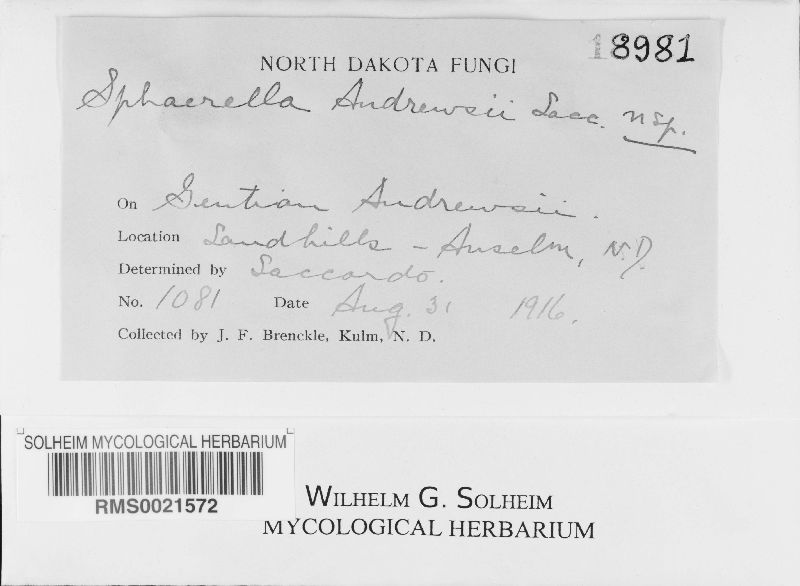 8981
NORTH DAKOTA FUNGI
Sphaerella Andrewsii Sacc. n sp.
On Gentian Andrewsii.
Location Sandhills - Anselm, N.D.
Determined by Saccardo.
No. 1081 Date Aug. 31 1916.
Collected by J. F. Brenckle, Kulm, N. D.
SOLHEIM MYCOLOGICAL HERBARIUM
RMS0021572
WILHELM G. SOLHEIM
MYCOLOGICAL HERBARIUM